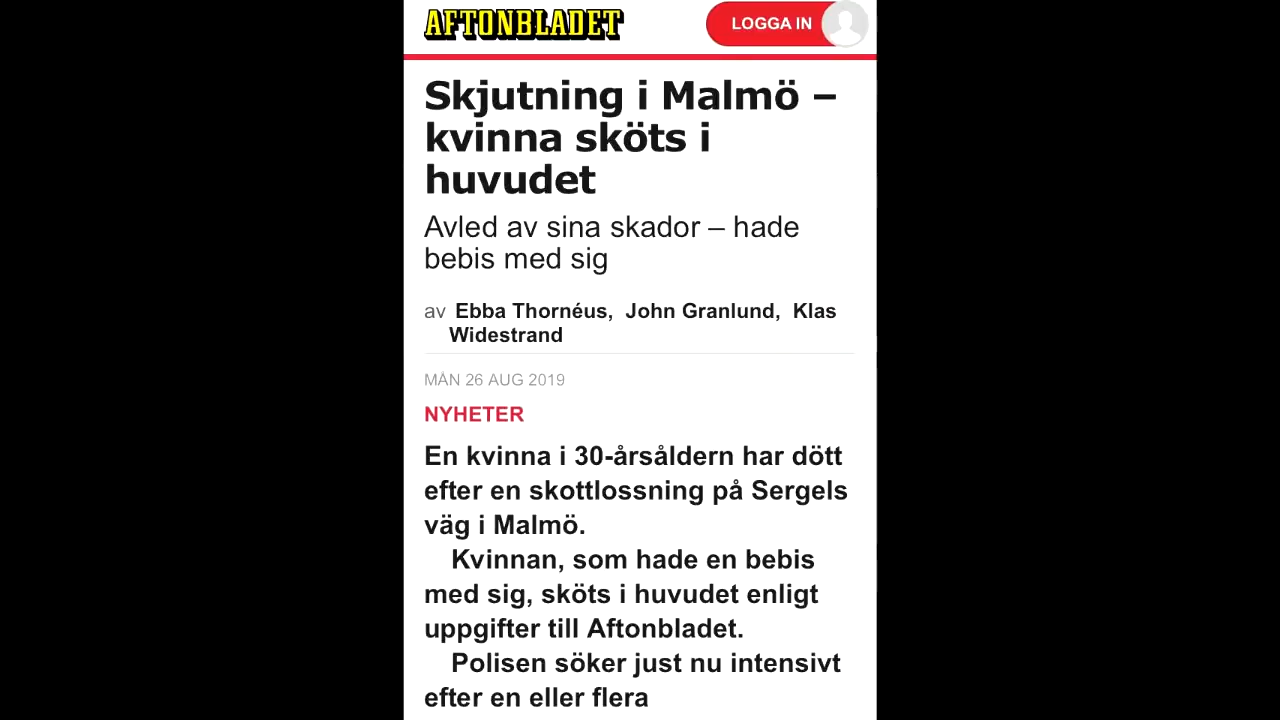 AFTONBLADET
LOGGA IN
Skjutning i Malmö –
kvinna sköts i
huvudet
Avled av sina skador – hade
bebis med sig
av Ebba Thornéus, John Granlund, Klas
Widestrand
MÅN 26 AUG 2019
NYHETER
En kvinna i 30-årsåldern har dött
efter en skottlossning på Sergels
väg i Malmö.
Kvinnan, som hade en bebis
med sig, sköts i huvudet enligt
uppgifter till Aftonbladet.
Polisen söker just nu intensivt
efter en eller flera